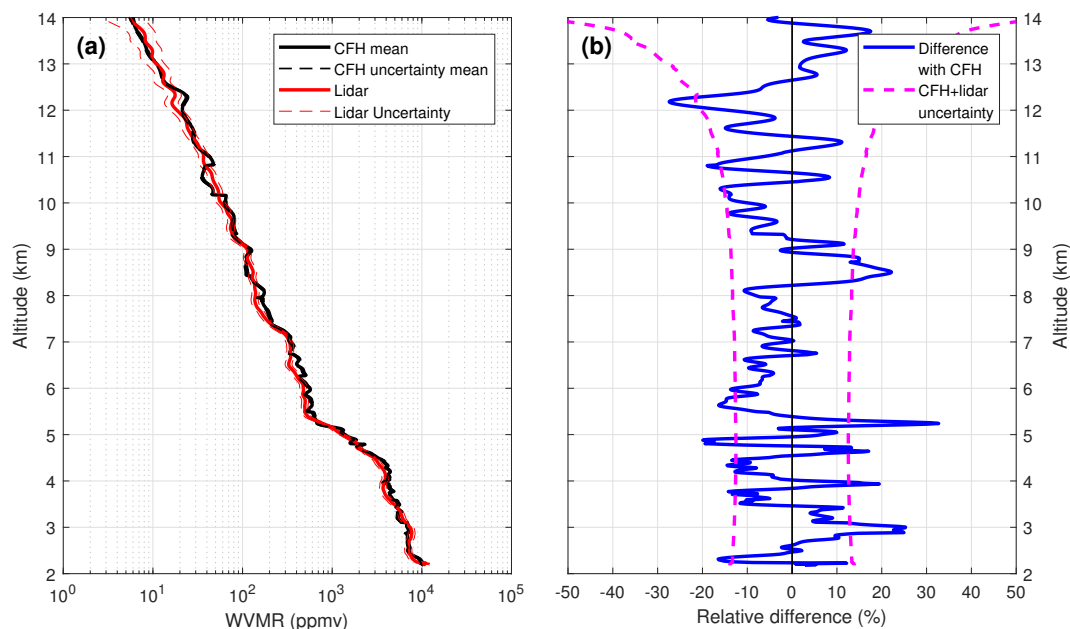 (a)
CFH mean
CFH uncertainty mean
Lidar
Lidar Uncertainty
14
13
12
11
10
9
8
7
6
5
4
3
2
Altitude (km)
10^0 10^1 10^2 10^3 10^4 10^5
WVMR (ppmv)
(b)
Difference
with CFH
CFH+lidar
uncertainty
14
13
12
11
10
9
8
7
6
5
4
3
2
Altitude (km)
-50 -40 -30 -20 -10 0 10 20 30 40 50
Relative difference (%)